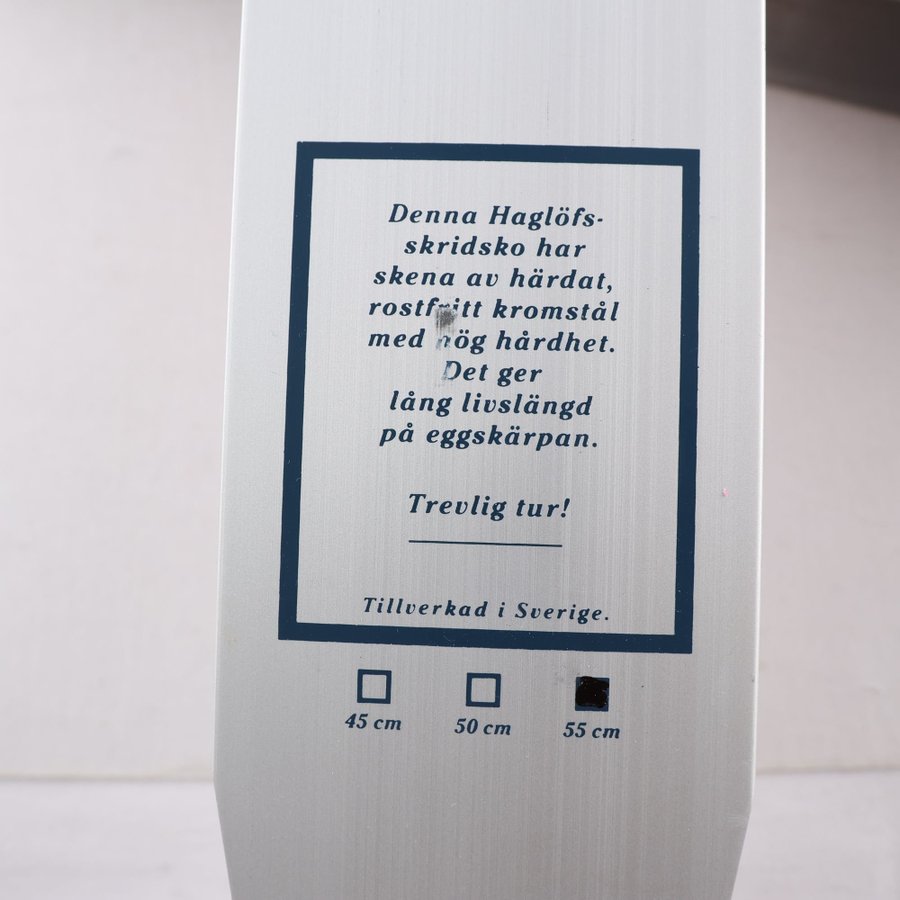 Denna Haglöfs-
skridsko har
skena av härdat,
rostfritt kromstål
med hög hårdhet.
Det ger
lång livslängd
på eggskärpan.
Trevlig tur!
Tillverkad i Sverige.
45 cm 50 cm 55 cm